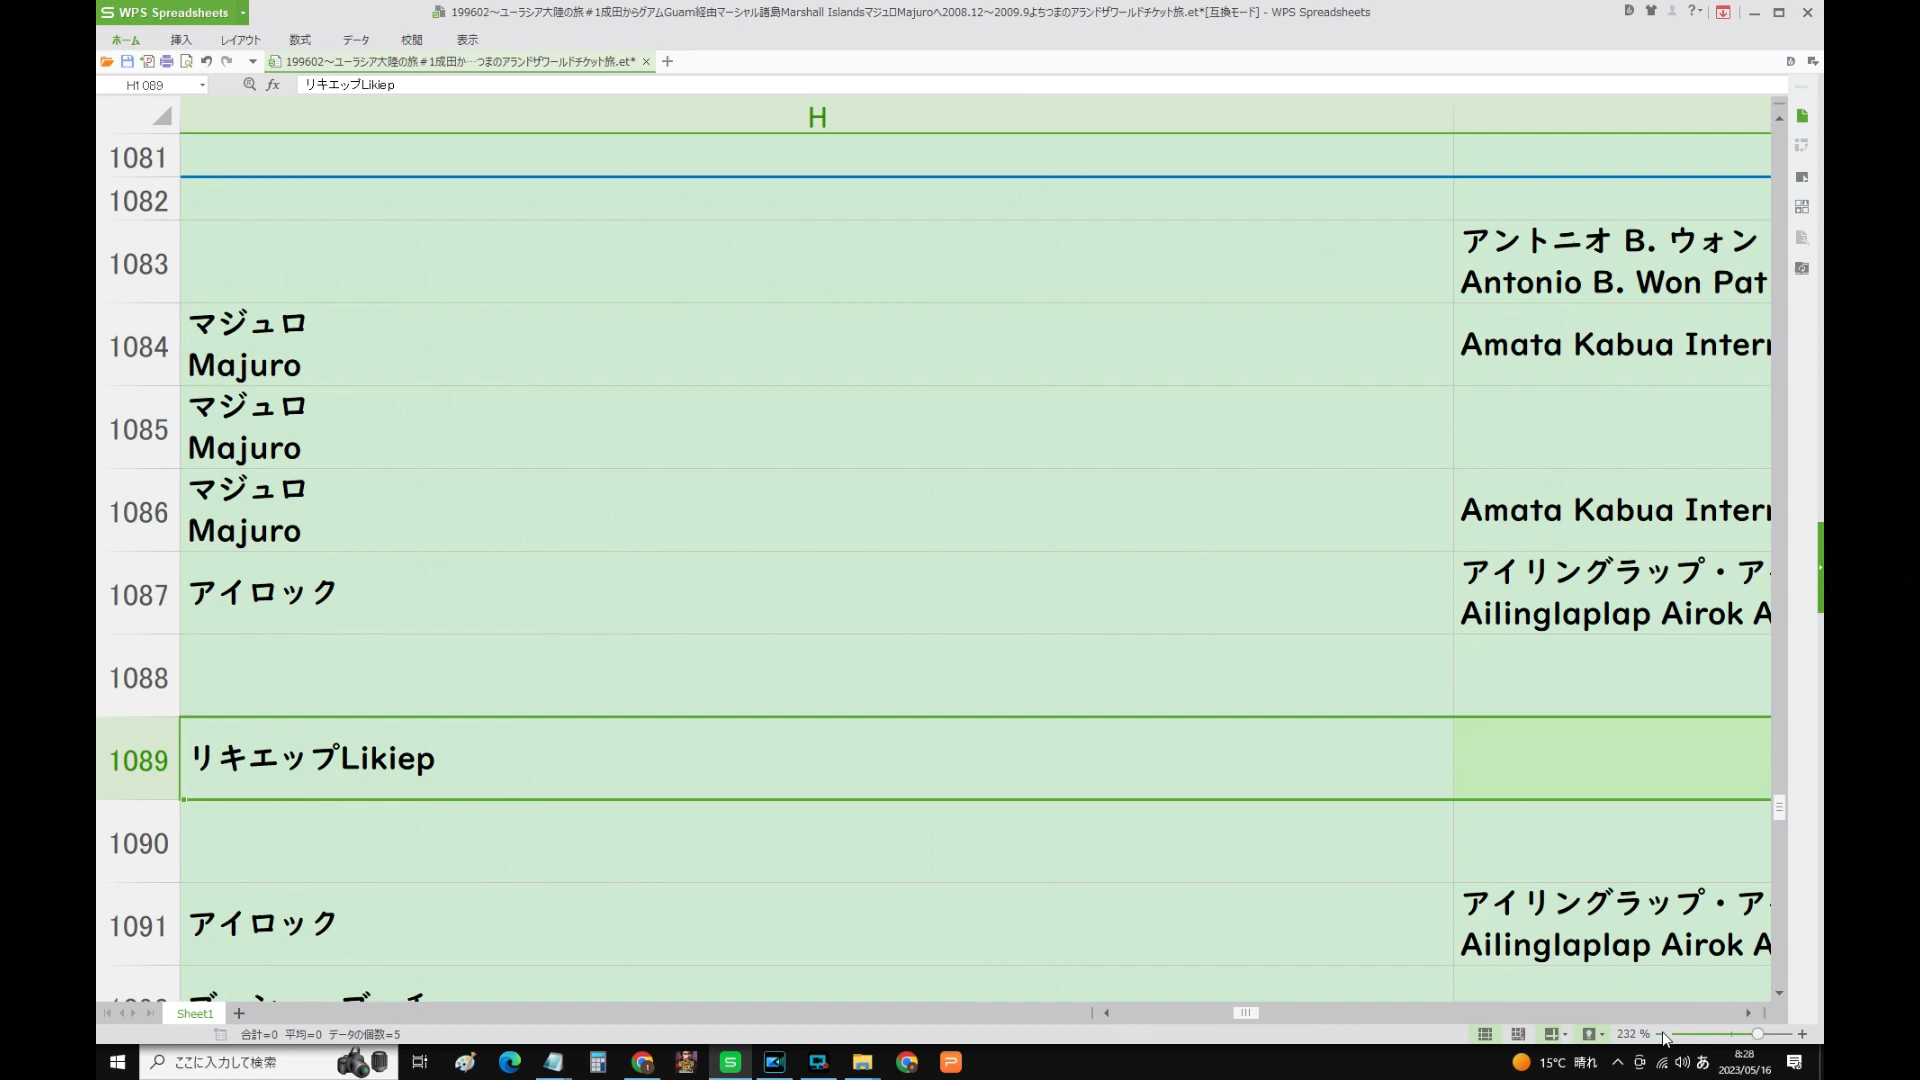 WPS Spreadsheets
199602～ユーラシア大陸の旅＃1成田からゲアムGuam経由マーシャル諸島Marshall IslandsマジュロMajuroへ2008.12～2009.9よちつまのアランドザワールドチケット旅.et*[互換モード] - WPS Spreadsheets
ホーム 挿入 レイアウト 数式 データ 校閲 表示
199602～ユーラシア大陸の旅＃1成田か…つまのアランドザワールドチケット旅.et*
H1089 fx リキエップLikiep
H
1081
1082
1083
アントニオ B. ウォン
Antonio B. Won Pat
1084
マジュロ
Majuro
Amata Kabua Inter
1085
マジュロ
Majuro
1086
マジュロ
Majuro
Amata Kabua Inter
1087
アイロック
アイリングラップ・ア
Ailinglaplap Airok A
1088
1089
リキエップLikiep
1090
1091
アイロック
アイリングラップ・ア
Ailinglaplap Airok A
Sheet1
合計=0 平均=0 データの個数=5
232 %
ここに入力して検索
15℃ 晴れ
あ
8:28
2023/05/16